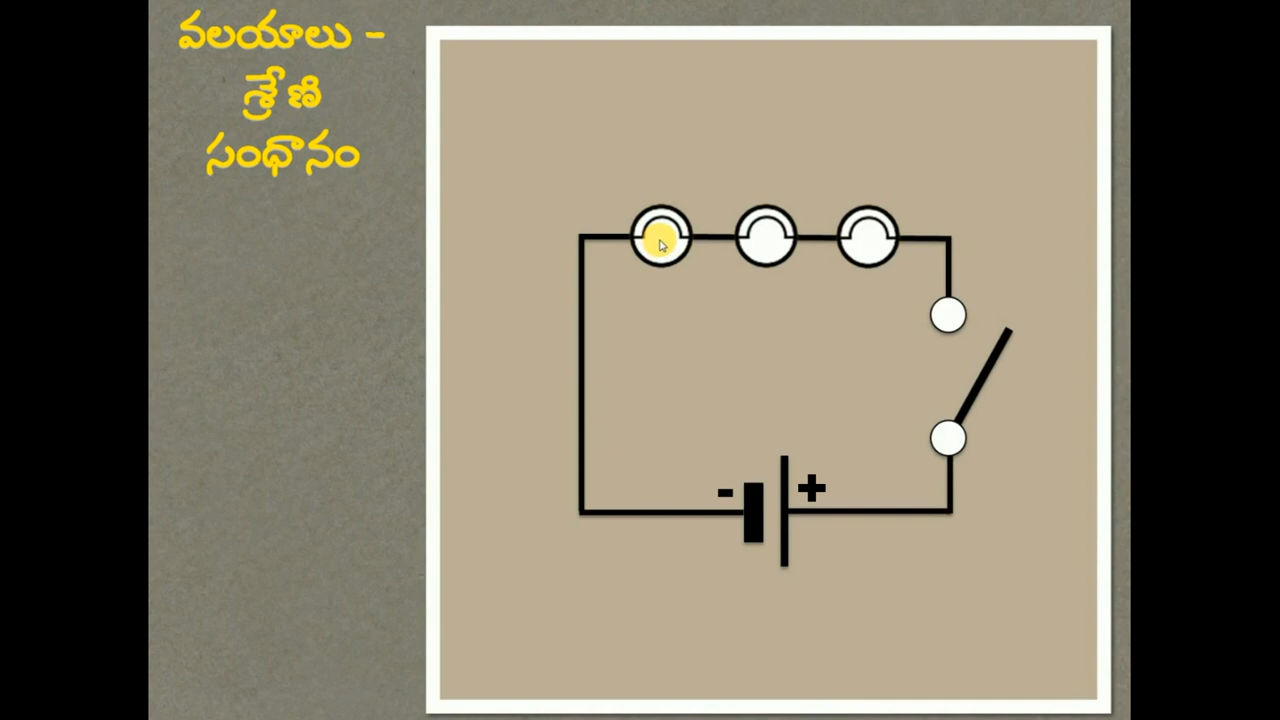 వలయాలు -
శ్రేణి
సంధానం
- +